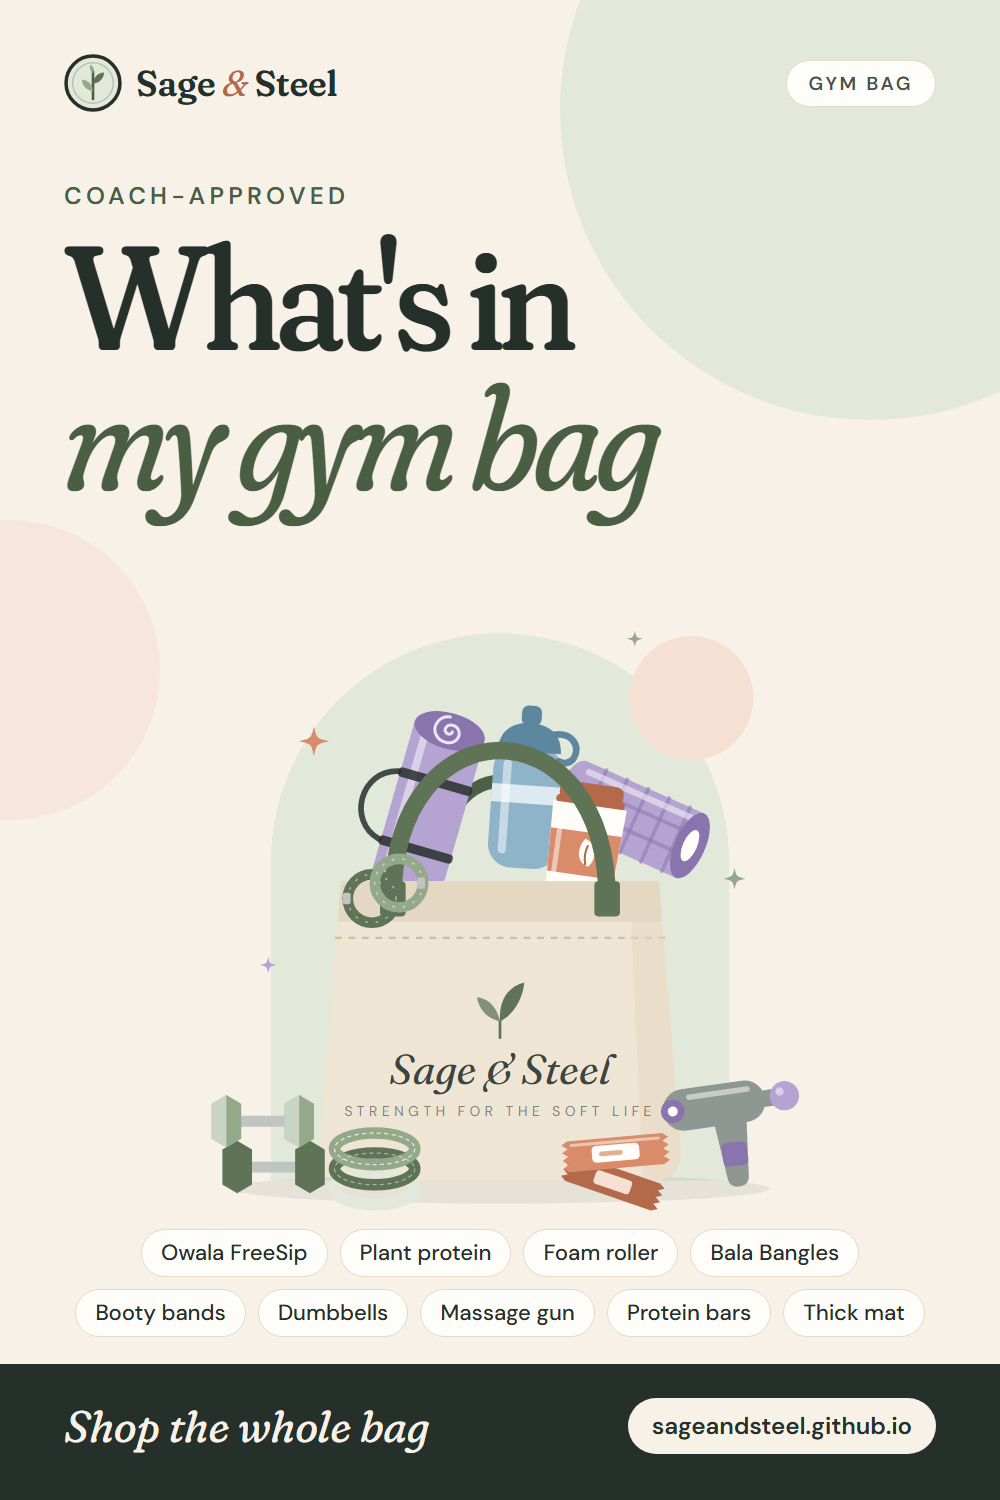 Sage & Steel
GYM BAG
COACH-APPROVED
What's in
my gym bag
Sage & Steel
STRENGTH FOR THE SOFT LIFE
Owala FreeSip
Plant protein
Foam roller
Bala Bangles
Booty bands
Dumbbells
Massage gun
Protein bars
Thick mat
Shop the whole bag
sageandsteel.github.io